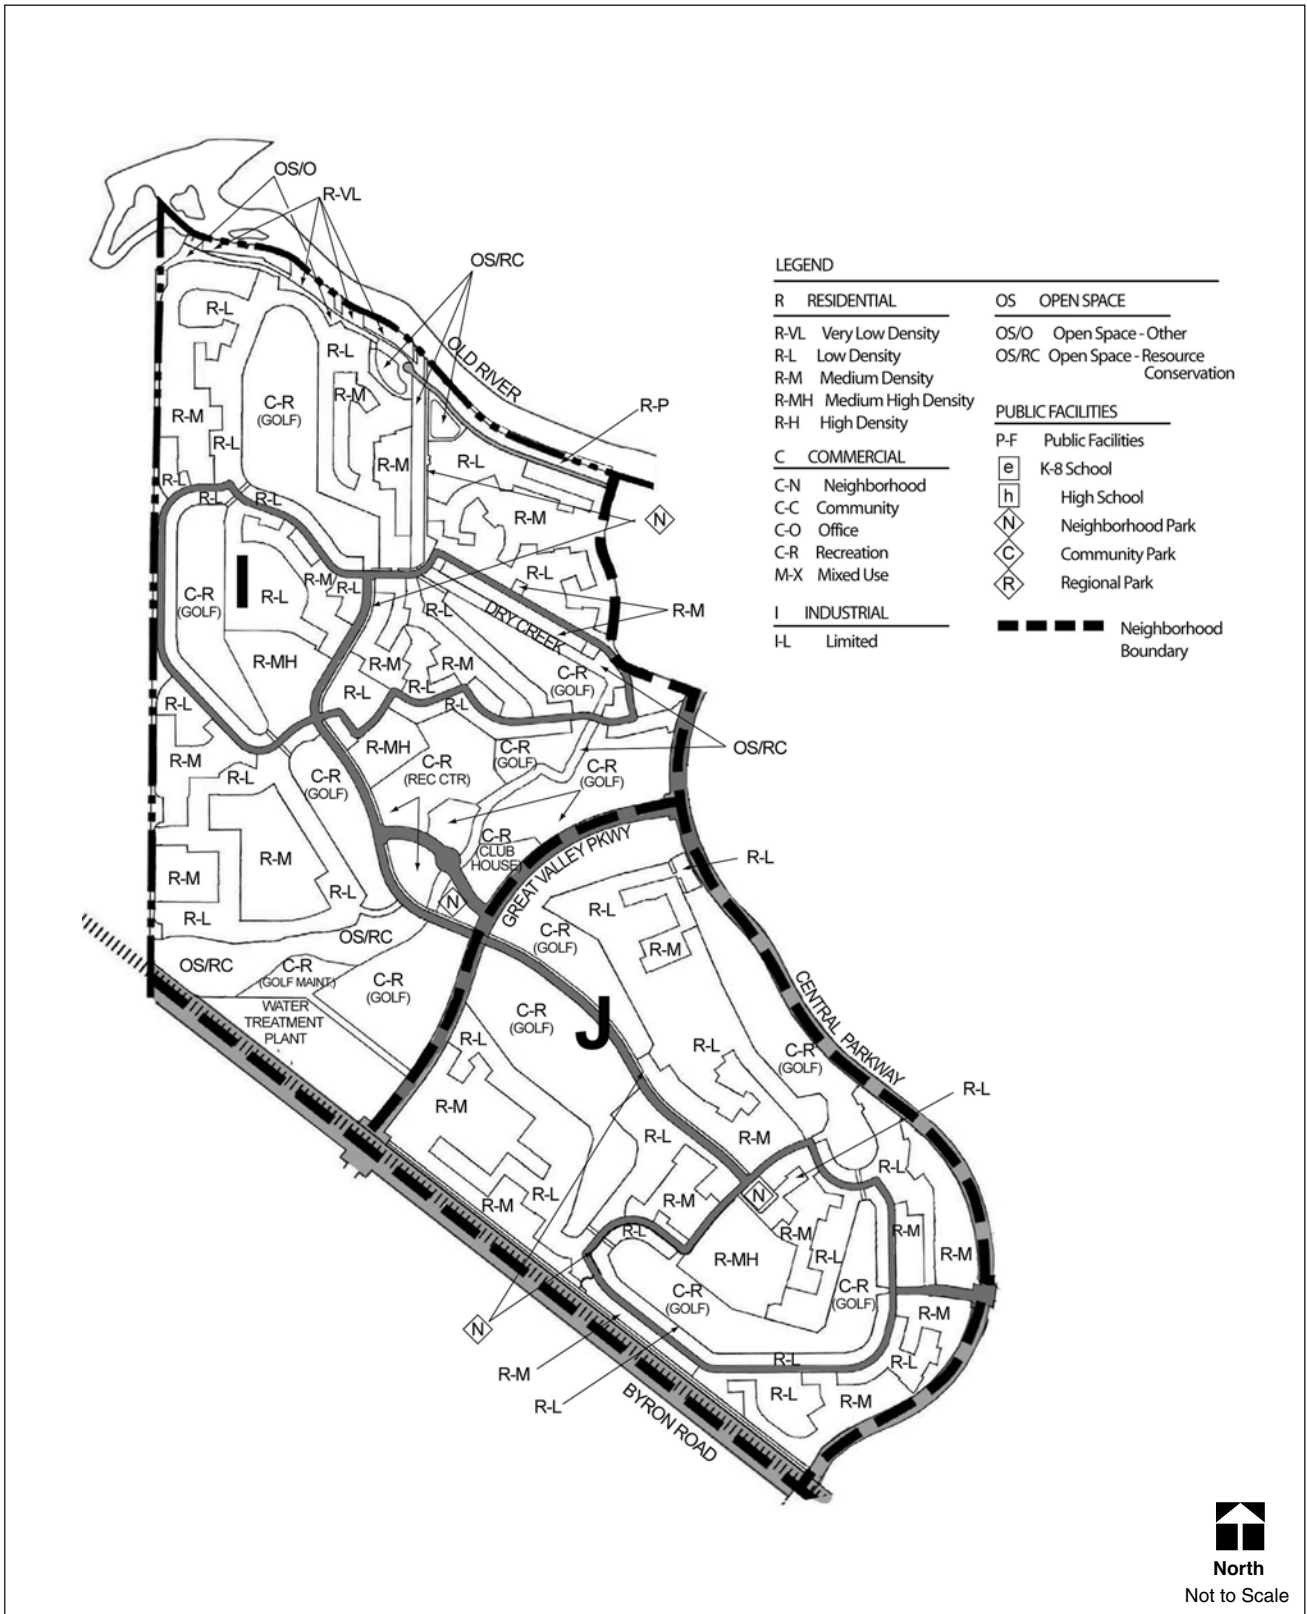 OS/O
R-VL
OS/RC
OLD RIVER
R-L
R-L
R-M
C-R
(GOLF)
R-M
R-P
R-L
R-M
R-L
R-L
R-L
R-L
R-M
N
R-M
R-L
C-R
(GOLF)
I
R-L
R-M
R-L
R-L
DRY CREEK
R-M
R-MH
R-M
R-M
R-L
R-L
R-L
C-R
(GOLF)
R-L
R-MH
C-R
(REC CTR)
C-R
(GOLF)
C-R
(GOLF)
OS/RC
R-M
R-L
C-R
(GOLF)
C-R
(CLUB
HOUSE)
GREAT VALLEY PKWY
R-L
R-M
R-M
R-L
R-L
N
R-L
R-M
C-R
(GOLF)
OS/RC
OS/RC
C-R
(GOLF MAINT.)
C-R
(GOLF)
WATER
TREATMENT
PLANT
C-R
(GOLF)
J
CENTRAL PARKWAY
R-L
R-L
C-R
(GOLF)
R-M
R-L
R-L
R-M
R-L
R-M
R-L
R-M
N
R-L
R-M
R-M
R-M
R-L
R-MH
R-L
C-R
(GOLF)
C-R
(GOLF)
R-M
N
R-M
R-L
R-L
R-L
R-L
R-M
BYRON ROAD
LEGEND
R RESIDENTIAL
R-VL Very Low Density
R-L Low Density
R-M Medium Density
R-MH Medium High Density
R-H High Density
C COMMERCIAL
C-N Neighborhood
C-C Community
C-O Office
C-R Recreation
M-X Mixed Use
I INDUSTRIAL
I-L Limited
OS OPEN SPACE
OS/O Open Space - Other
OS/RC Open Space - Resource
Conservation
PUBLIC FACILITIES
P-F Public Facilities
e K-8 School
h High School
N Neighborhood Park
C Community Park
R Regional Park
Neighborhood
Boundary
North
Not to Scale